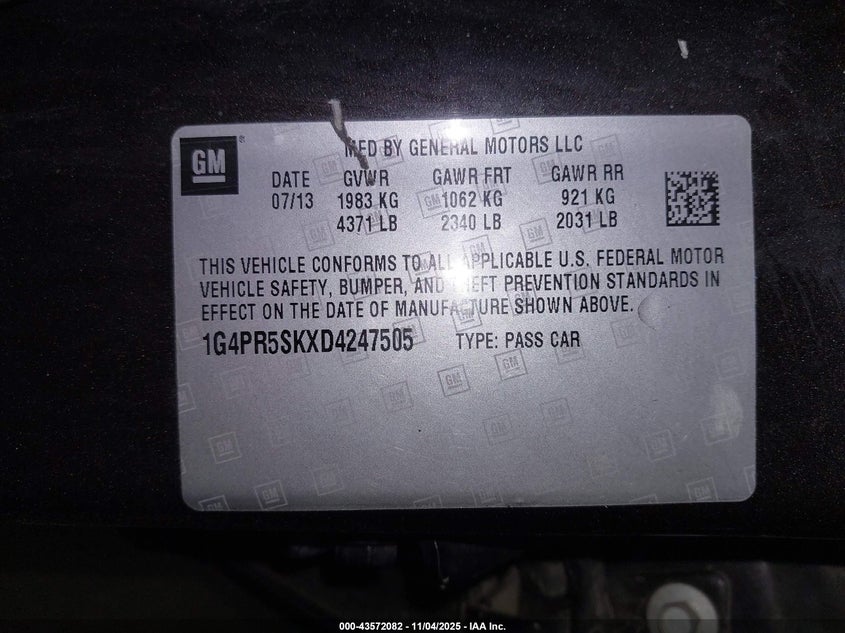 GM
MFD BY GENERAL MOTORS LLC
DATE GVWR GAWR FRT GAWR RR
07/13 1983 KG 1062 KG 921 KG
4371 LB 2340 LB 2031 LB
THIS VEHICLE CONFORMS TO ALL APPLICABLE U.S. FEDERAL MOTOR
VEHICLE SAFETY, BUMPER, AND THEFT PREVENTION STANDARDS IN
EFFECT ON THE DATE OF MANUFACTURE SHOWN ABOVE.
1G4PR5SKXD4247505 TYPE: PASS CAR
000-43572082 - 11/04/2025 - IAA Inc.